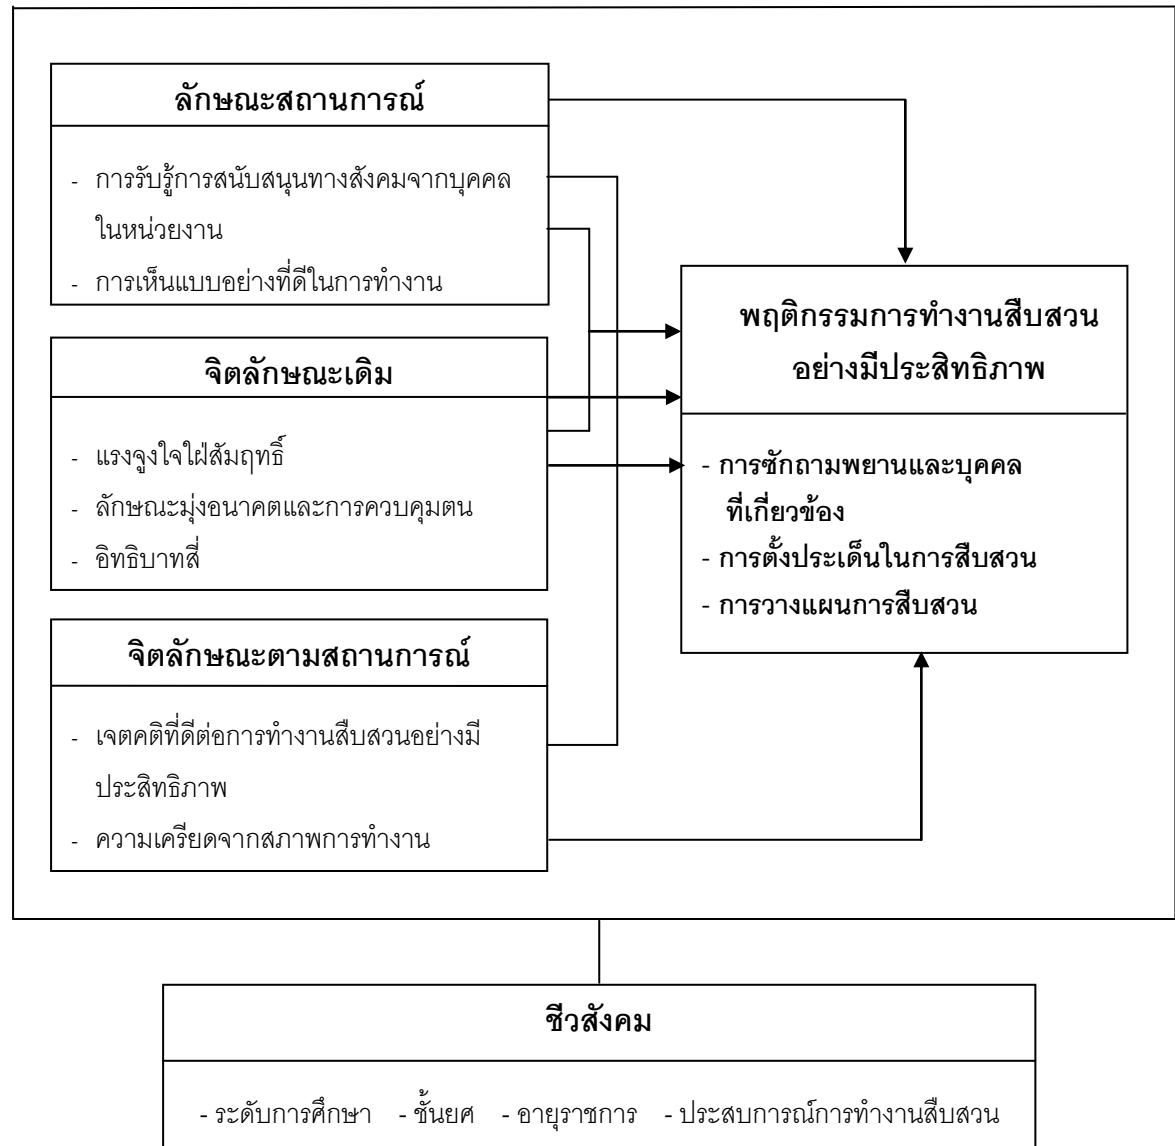 ลักษณะสถานการณ์
- การรับรู้การสนับสนุนทางสังคมจากบุคคล
ในหน่วยงาน
- การเห็นแบบอย่างที่ดีในการทำงาน
จิตลักษณะเดิม
- แรงจูงใจใฝ่สัมฤทธิ์
- ลักษณะมุ่งอนาคตและการควบคุมตน
- อิทธิบาทสี่
จิตลักษณะตามสถานการณ์
- เจตคติที่ดีต่อการทำงานสืบสวนอย่างมี
ประสิทธิภาพ
- ความเครียดจากสภาพการทำงาน
พฤติกรรมการทำงานสืบสวน
อย่างมีประสิทธิภาพ
- การซักถามพยานและบุคคล
ที่เกี่ยวข้อง
- การตั้งประเด็นในการสืบสวน
- การวางแผนการสืบสวน
ชีวสังคม
- ระดับการศึกษา - ชั้นยศ - อายุราชการ - ประสบการณ์การทำงานสืบสวน